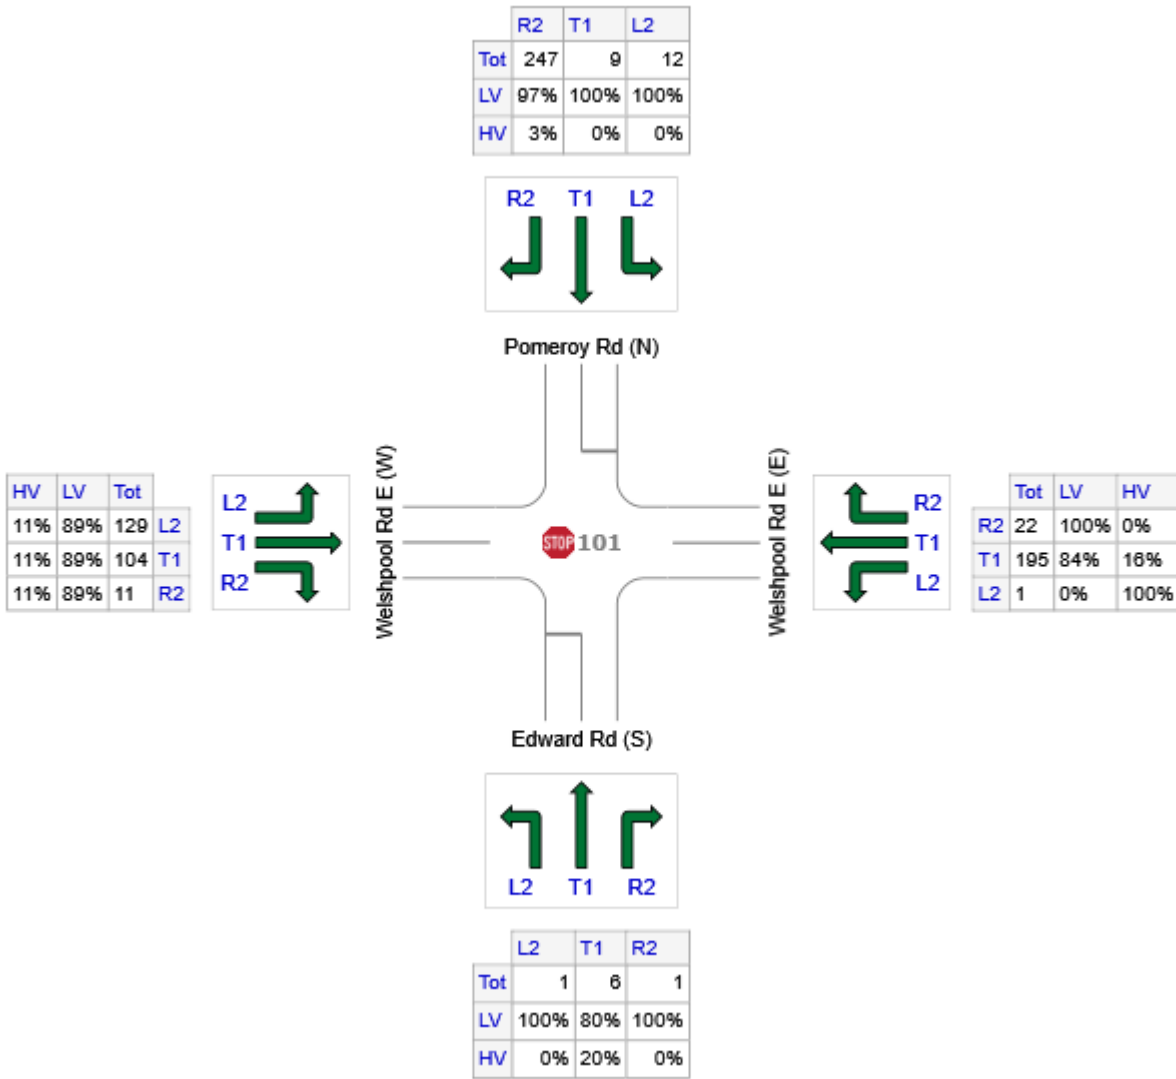 R2 T1 L2
Tot 247 9 12
LV 97% 100% 100%
HV 3% 0% 0%
R2 T1 L2
Pomeroy Rd (N)
HV LV Tot
11% 89% 129 L2
11% 89% 104 T1
11% 89% 11 R2
L2
T1
R2
Welshpool Rd E (W)
STOP 101
Welshpool Rd E (E)
R2
T1
L2
Tot LV HV
R2 22 100% 0%
T1 195 84% 16%
L2 1 0% 100%
Edward Rd (S)
L2 T1 R2
L2 T1 R2
Tot 1 6 1
LV 100% 80% 100%
HV 0% 20% 0%